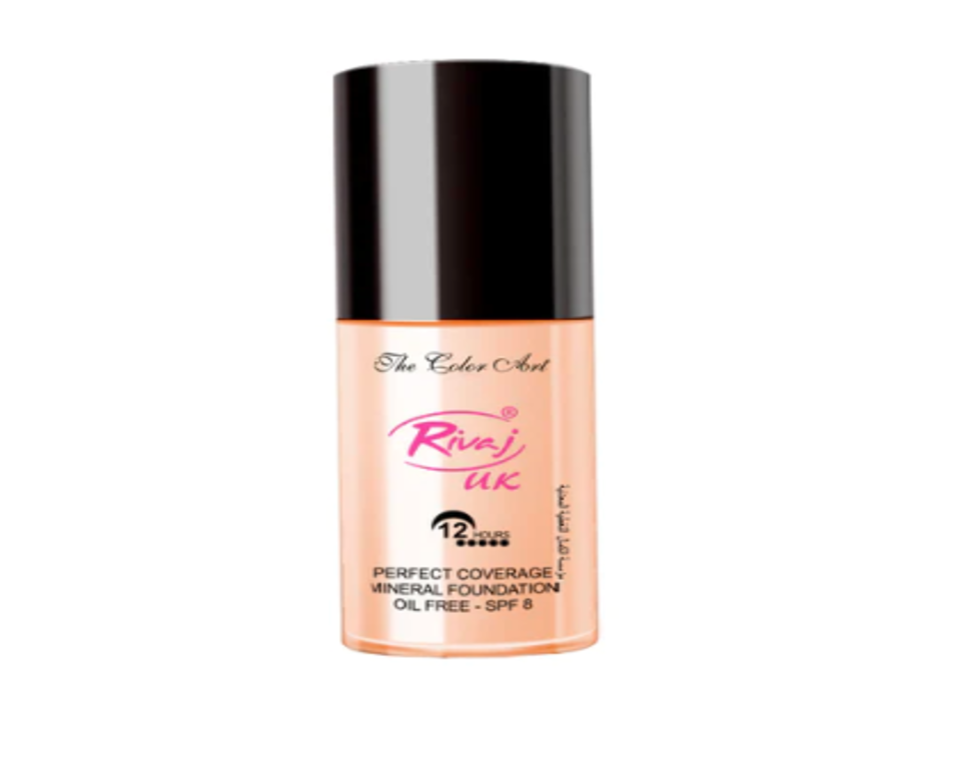 The Color Art
Rivaj®
UK
12 HOURS
PERFECT COVERAGE
MINERAL FOUNDATION
OIL FREE - SPF 8